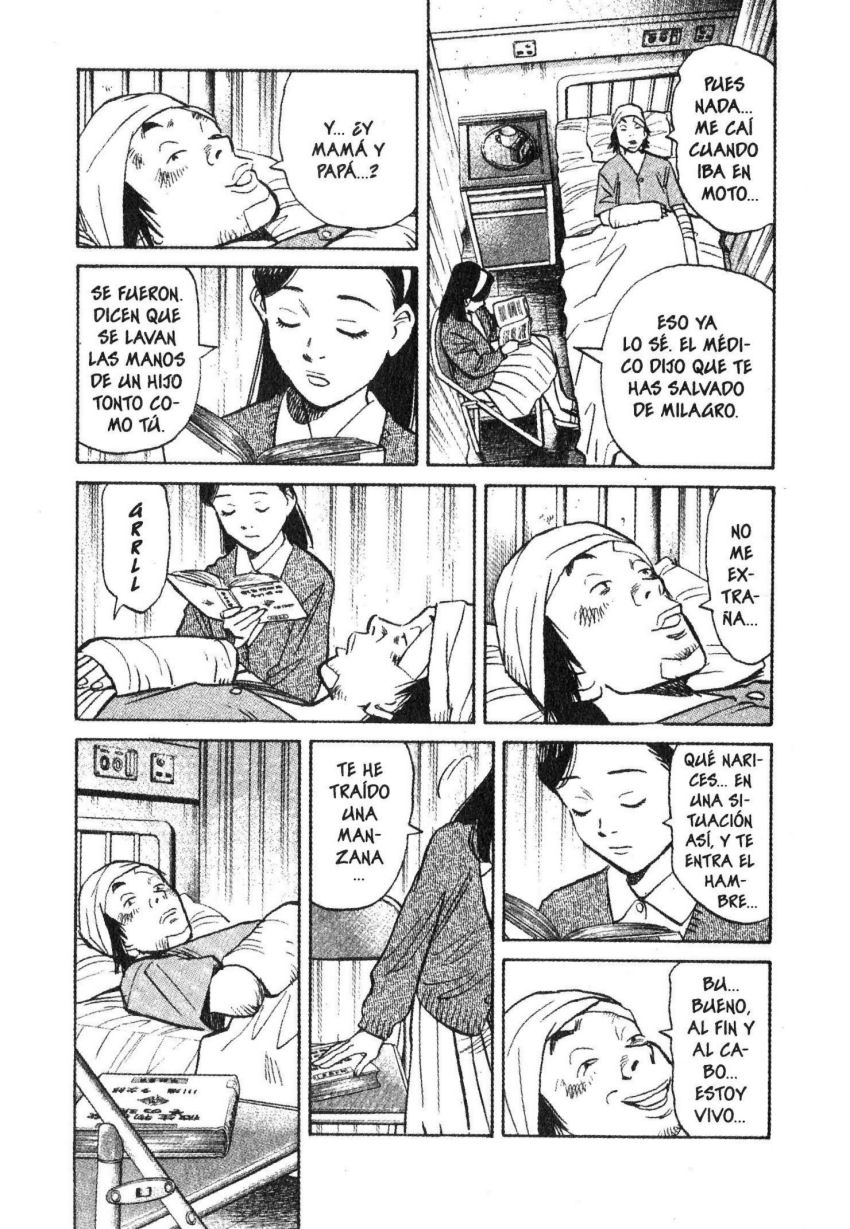 PUES
NADA...
ME CAÍ
CUANDO
IBA EN
MOTO...
ESO YA
LO SÉ. EL MÉDI-
CO DIJO QUE TE
HAS SALVADO
DE MILAGRO.
Y... ¿Y
MAMÁ Y
PAPÁ...?
SE FUERON.
DICEN QUE
SE LAVAN
LAS MANOS
DE UN HIJO
TONTO CO-
MO TÚ.
NO
ME
EX-
TRA-
ÑA...
GRRLL
QUÉ NARI-
CES... EN
UNA SI-
TUACIÓN
ASÍ, Y TE
ENTRA EL
HAM-
BRE...
BU...
BUENO,
AL FIN Y
AL CA-
BO...
ESTOY
VIVO...
TE HE
TRAÍDO
UNA
MAN-
ZANA
...